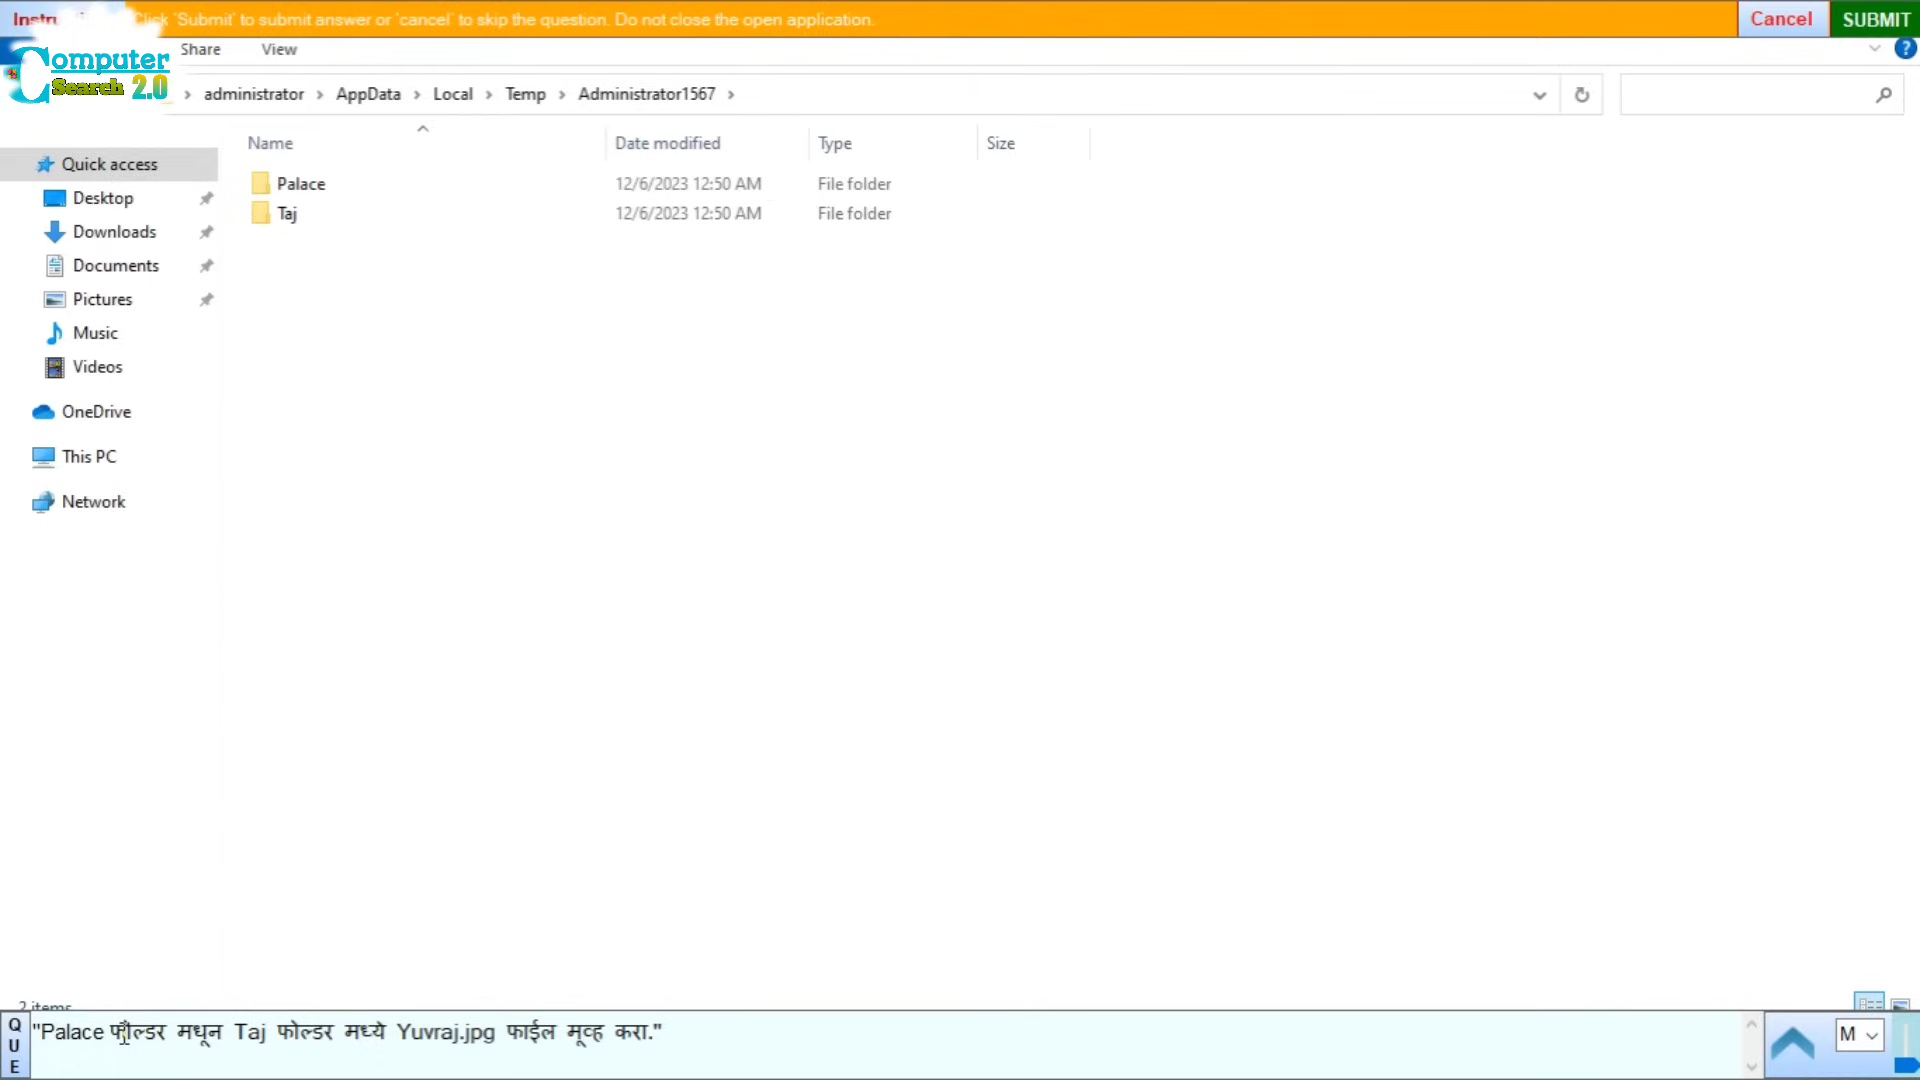 Click 'Submit' to submit answer or 'cancel' to skip the question. Do not close the open application.
Cancel
SUBMIT
Computer
Search 2.0
Share
View
administrator > AppData > Local > Temp > Administrator1567 >
Name
Date modified
Type
Size
Palace
12/6/2023 12:50 AM
File folder
Taj
12/6/2023 12:50 AM
File folder
Quick access
Desktop
Downloads
Documents
Pictures
Music
Videos
OneDrive
This PC
Network
2 items
QUE
"Palace फोल्डर मधून Taj फोल्डर मध्ये Yuvraj.jpg फाईल मूव्ह करा."
M